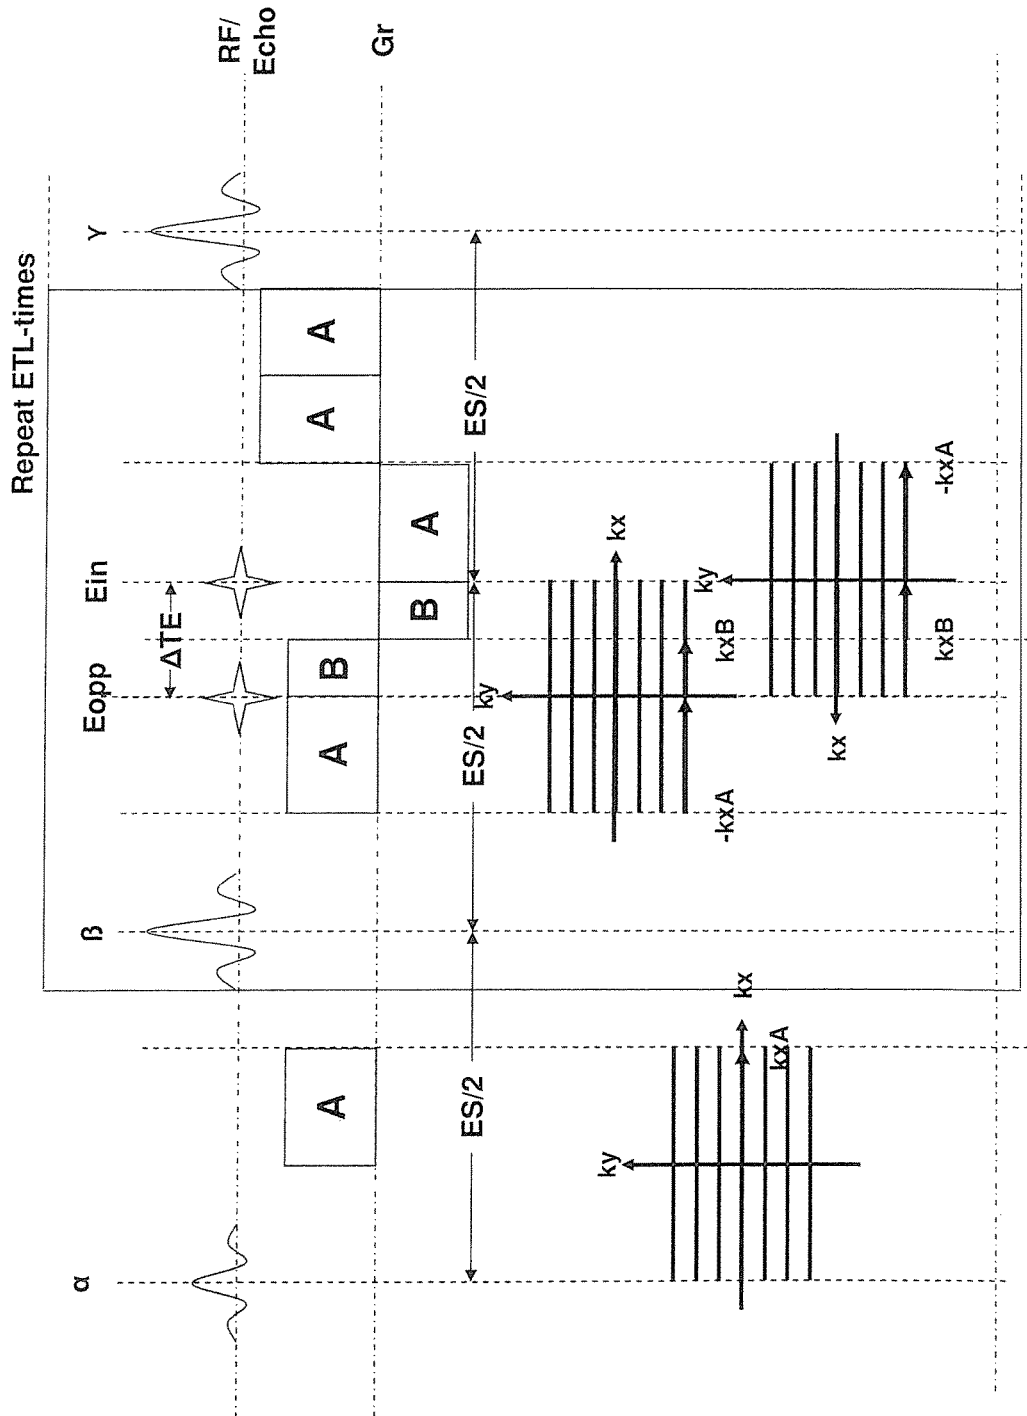 Repeat ETL-times
α
ß
Eopp
Ein
γ
ΔTE
RF/
Echo
A
A
B
B
A
A
A
Gr
ES/2
ES/2
ES/2
ky
kx
kxA
ky
kx
-kxA
kxB
ky
kx
kxB
-kxA